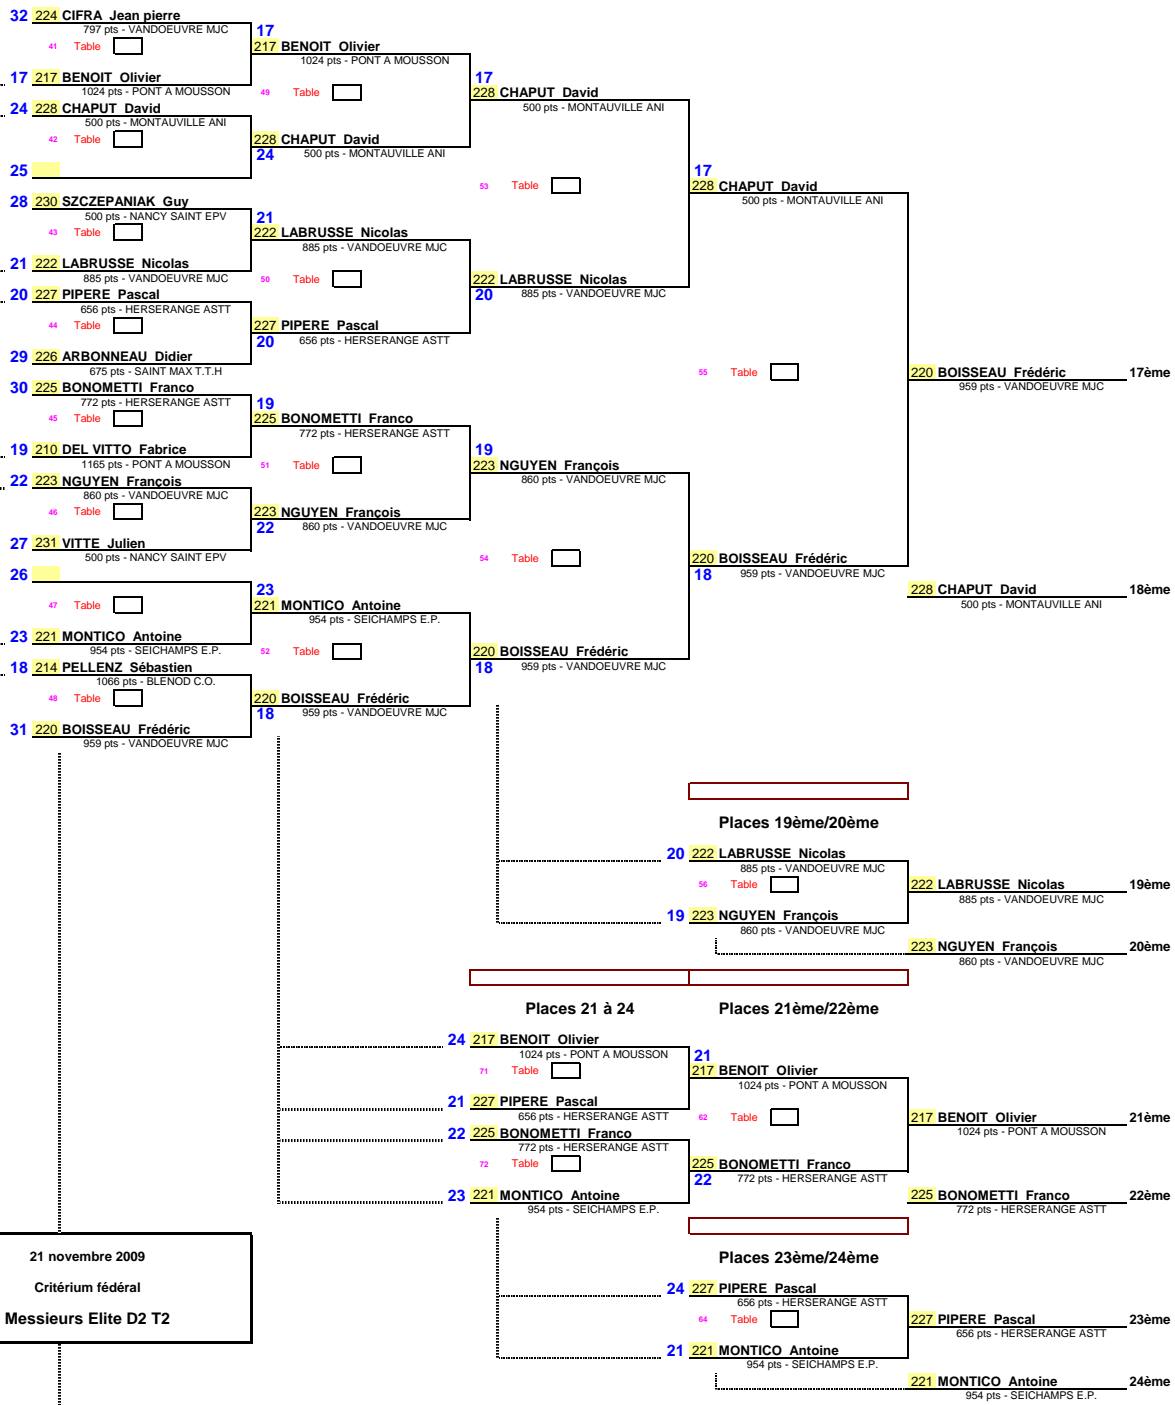 32 224 CIFRA Jean pierre
797 pts - VANDOEUVRE MJC
17
41 Table
217 BENOIT Olivier
1024 pts - PONT A MOUSSON
17 217 BENOIT Olivier
1024 pts - PONT A MOUSSON
17
49 Table
228 CHAPUT David
500 pts - MONTAUVILLE ANI
24 228 CHAPUT David
500 pts - MONTAUVILLE ANI
42 Table
228 CHAPUT David
24
500 pts - MONTAUVILLE ANI
25
17
53 Table
228 CHAPUT David
500 pts - MONTAUVILLE ANI
28 230 SZCZEPANIAK Guy
500 pts - NANCY SAINT EPV
21
43 Table
222 LABRUSSE Nicolas
885 pts - VANDOEUVRE MJC
21 222 LABRUSSE Nicolas
885 pts - VANDOEUVRE MJC
50 Table
222 LABRUSSE Nicolas
20
885 pts - VANDOEUVRE MJC
20 227 PIPERE Pascal
656 pts - HERSERANGE ASTT
44 Table
227 PIPERE Pascal
20
656 pts - HERSERANGE ASTT
29 226 ARBONNEAU Didier
675 pts - SAINT MAX T.T.H
55 Table
220 BOISSEAU Frédéric 17ème
959 pts - VANDOEUVRE MJC
30 225 BONOMETTI Franco
772 pts - HERSERANGE ASTT
19
45 Table
225 BONOMETTI Franco
772 pts - HERSERANGE ASTT
19 210 DEL VITTO Fabrice
1165 pts - PONT A MOUSSON
19
51 Table
223 NGUYEN François
860 pts - VANDOEUVRE MJC
22 223 NGUYEN François
860 pts - VANDOEUVRE MJC
46 Table
223 NGUYEN François
22
860 pts - VANDOEUVRE MJC
27 231 VITTE Julien
500 pts - NANCY SAINT EPV
54 Table
220 BOISSEAU Frédéric
18
959 pts - VANDOEUVRE MJC
26
228 CHAPUT David 18ème
500 pts - MONTAUVILLE ANI
23
47 Table
221 MONTICO Antoine
954 pts - SEICHAMPS E.P.
23 221 MONTICO Antoine
954 pts - SEICHAMPS E.P.
52 Table
220 BOISSEAU Frédéric
18
959 pts - VANDOEUVRE MJC
18 214 PELLENZ Sébastien
1066 pts - BLENOD C.O.
48 Table
220 BOISSEAU Frédéric
18
959 pts - VANDOEUVRE MJC
31 220 BOISSEAU Frédéric
959 pts - VANDOEUVRE MJC
Places 19ème/20ème
20 222 LABRUSSE Nicolas
885 pts - VANDOEUVRE MJC
56 Table
222 LABRUSSE Nicolas 19ème
885 pts - VANDOEUVRE MJC
19 223 NGUYEN François
860 pts - VANDOEUVRE MJC
223 NGUYEN François 20ème
860 pts - VANDOEUVRE MJC
Places 21 à 24
Places 21ème/22ème
24 217 BENOIT Olivier
1024 pts - PONT A MOUSSON
21
71 Table
217 BENOIT Olivier
1024 pts - PONT A MOUSSON
21 227 PIPERE Pascal
656 pts - HERSERANGE ASTT
62 Table
217 BENOIT Olivier 21ème
1024 pts - PONT A MOUSSON
22 225 BONOMETTI Franco
772 pts - HERSERANGE ASTT
72 Table
225 BONOMETTI Franco
22
772 pts - HERSERANGE ASTT
23 221 MONTICO Antoine
954 pts - SEICHAMPS E.P.
225 BONOMETTI Franco 22ème
772 pts - HERSERANGE ASTT
21 novembre 2009
Critérium fédéral
Messieurs Elite D2 T2
Places 23ème/24ème
24 227 PIPERE Pascal
656 pts - HERSERANGE ASTT
64 Table
227 PIPERE Pascal 23ème
656 pts - HERSERANGE ASTT
21 221 MONTICO Antoine
954 pts - SEICHAMPS E.P.
221 MONTICO Antoine 24ème
954 pts - SEICHAMPS E.P.